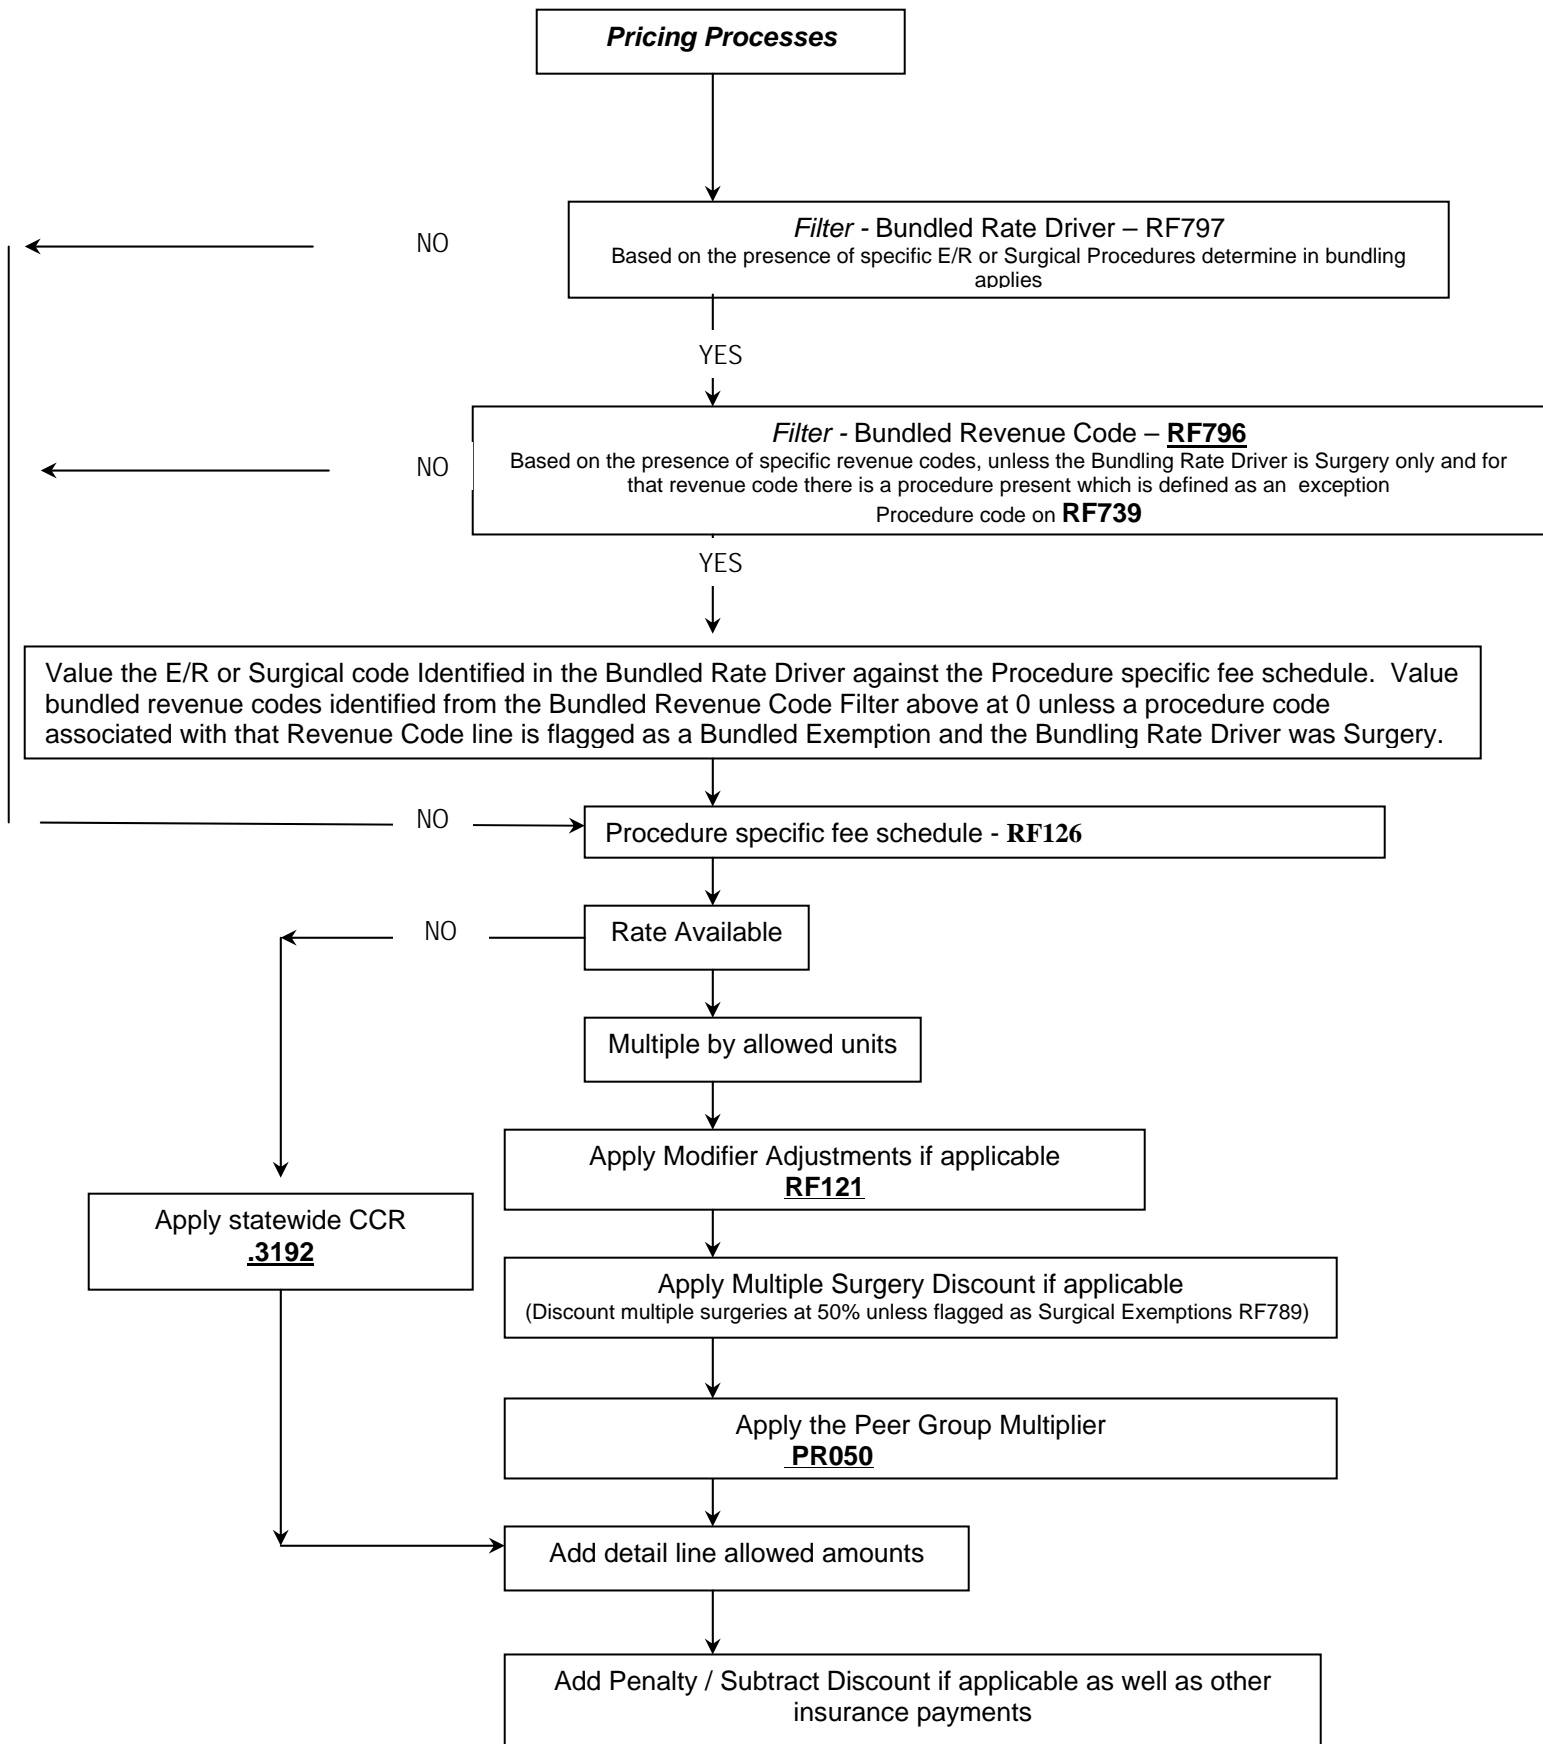 Pricing Processes
Filter - Bundled Rate Driver – RF797
Based on the presence of specific E/R or Surgical Procedures determine in bundling
applies
NO
YES
Filter - Bundled Revenue Code – RF796
Based on the presence of specific revenue codes, unless the Bundling Rate Driver is Surgery only and for
that revenue code there is a procedure present which is defined as an exception
Procedure code on RF739
NO
YES
Value the E/R or Surgical code Identified in the Bundled Rate Driver against the Procedure specific fee schedule. Value
bundled revenue codes identified from the Bundled Revenue Code Filter above at 0 unless a procedure code
associated with that Revenue Code line is flagged as a Bundled Exemption and the Bundling Rate Driver was Surgery.
NO
Procedure specific fee schedule - RF126
NO
Rate Available
Multiple by allowed units
Apply Modifier Adjustments if applicable
RF121
Apply statewide CCR
.3192
Apply Multiple Surgery Discount if applicable
(Discount multiple surgeries at 50% unless flagged as Surgical Exemptions RF789)
Apply the Peer Group Multiplier
PR050
Add detail line allowed amounts
Add Penalty / Subtract Discount if applicable as well as other
insurance payments